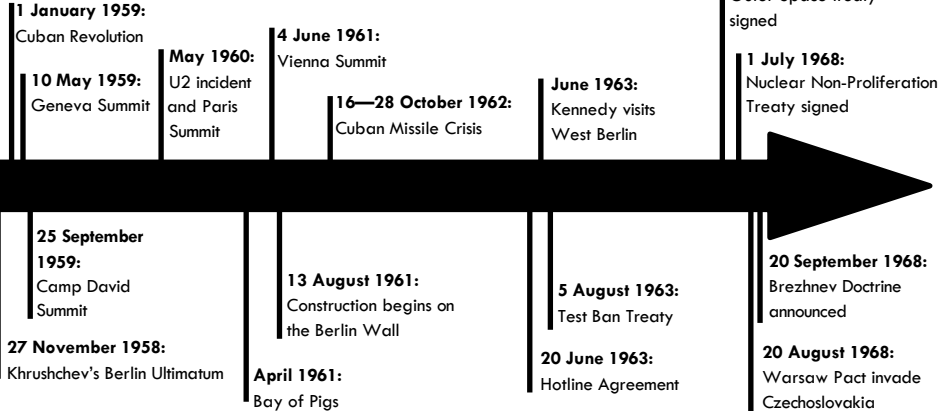 1 January 1959:
Cuban Revolution
10 May 1959:
Geneva Summit
May 1960:
U2 incident
and Paris
Summit
4 June 1961:
Vienna Summit
16—28 October 1962:
Cuban Missile Crisis
June 1963:
Kennedy visits
West Berlin
signed
1 July 1968:
Nuclear Non-Proliferation
Treaty signed
25 September
1959:
Camp David
Summit
27 November 1958:
Khrushchev's Berlin Ultimatum
April 1961:
Bay of Pigs
13 August 1961:
Construction begins on
the Berlin Wall
5 August 1963:
Test Ban Treaty
20 June 1963:
Hotline Agreement
20 September 1968:
Brezhnev Doctrine
announced
20 August 1968:
Warsaw Pact invade
Czechoslovakia